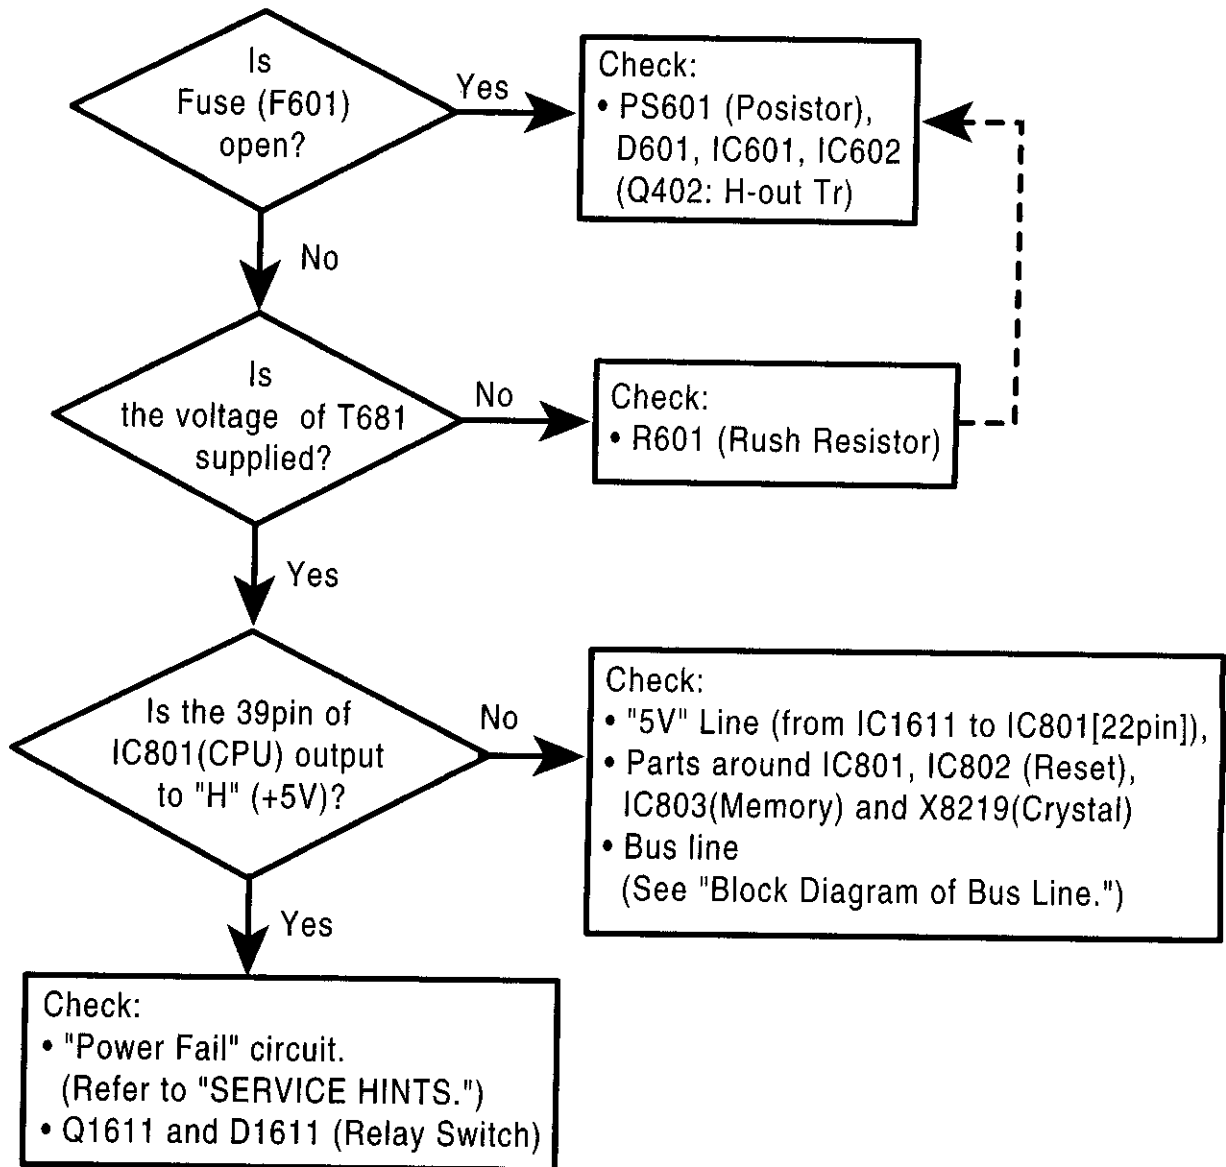 Is
Fuse (F601)
open?
Yes
Check:
• PS601 (Posistor),
D601, IC601, IC602
(Q402: H-out Tr)
No
Is
the voltage of T681
supplied?
No
Check:
• R601 (Rush Resistor)
Yes
Is the 39pin of
IC801(CPU) output
to "H" (+5V)?
No
Check:
• "5V" Line (from IC1611 to IC801[22pin]),
• Parts around IC801, IC802 (Reset),
IC803(Memory) and X8219(Crystal)
• Bus line
(See "Block Diagram of Bus Line.")
Yes
Check:
• "Power Fail" circuit.
(Refer to "SERVICE HINTS.")
• Q1611 and D1611 (Relay Switch)